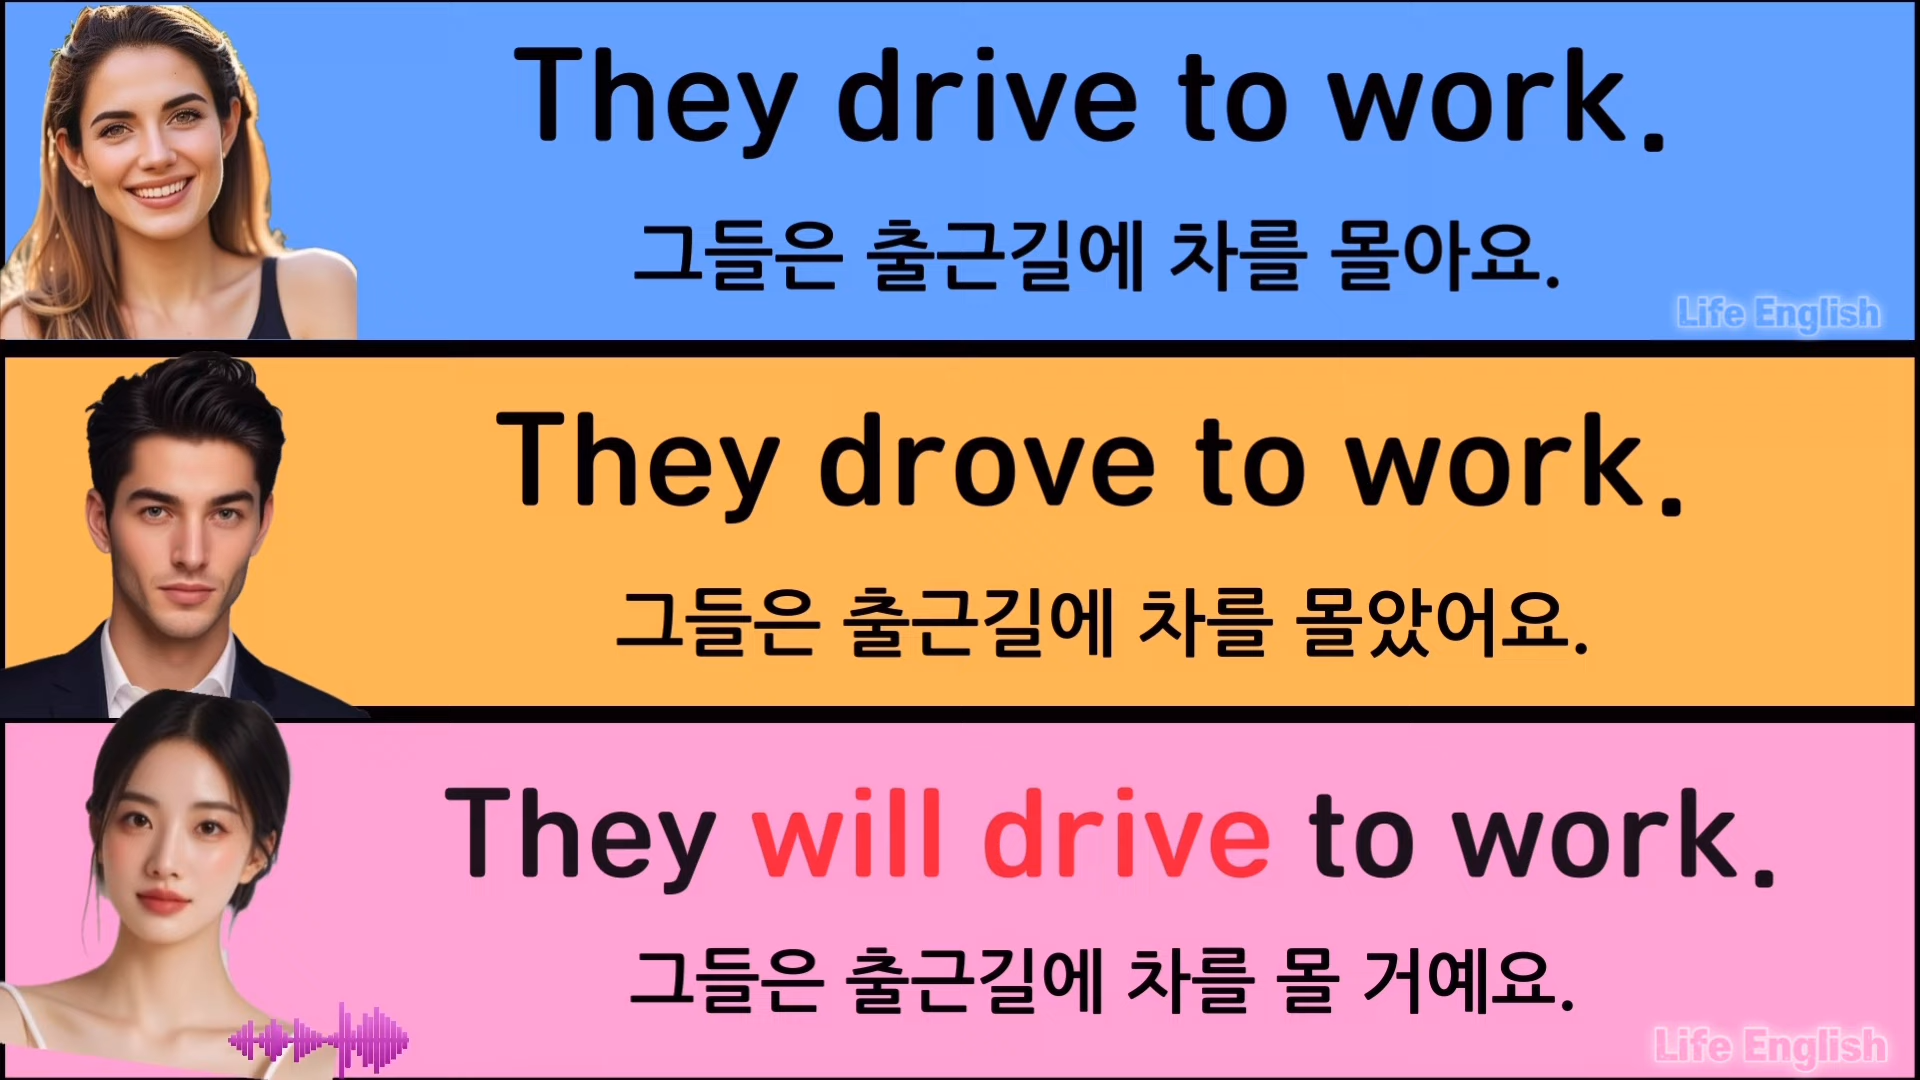 They drive to work.
그들은 출근길에 차를 몰아요.
Life English
They drove to work.
그들은 출근길에 차를 몰았어요.
They will drive to work.
그들은 출근길에 차를 몰 거예요.
Life English